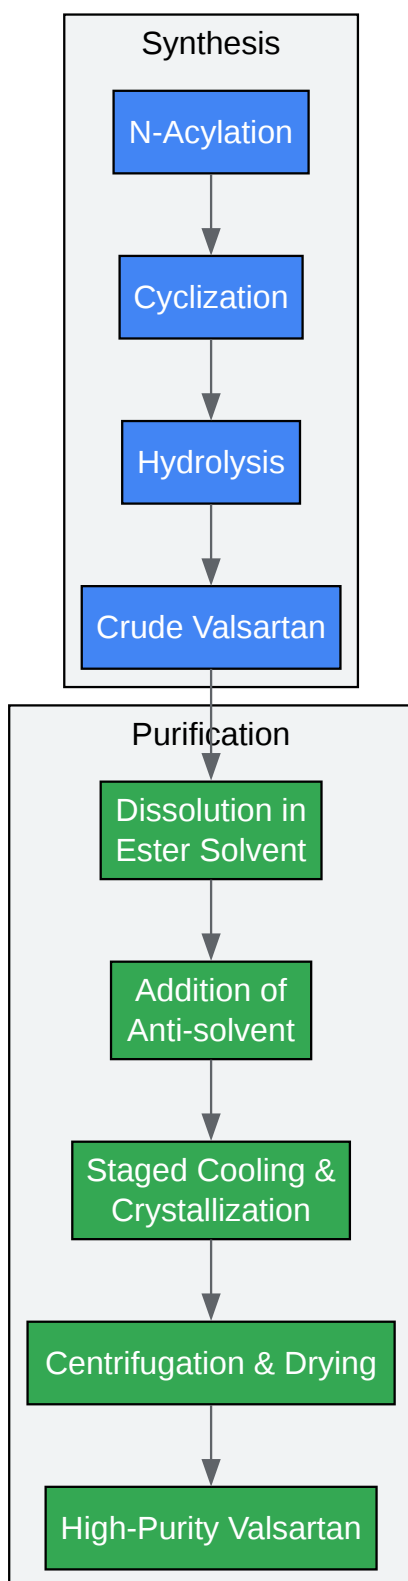 Synthesis
N-Acylation
Cyclization
Hydrolysis
Crude Valsartan
Purification
Dissolution in
Ester Solvent
Addition of
Anti-solvent
Staged Cooling &
Crystallization
Centrifugation & Drying
High-Purity Valsartan